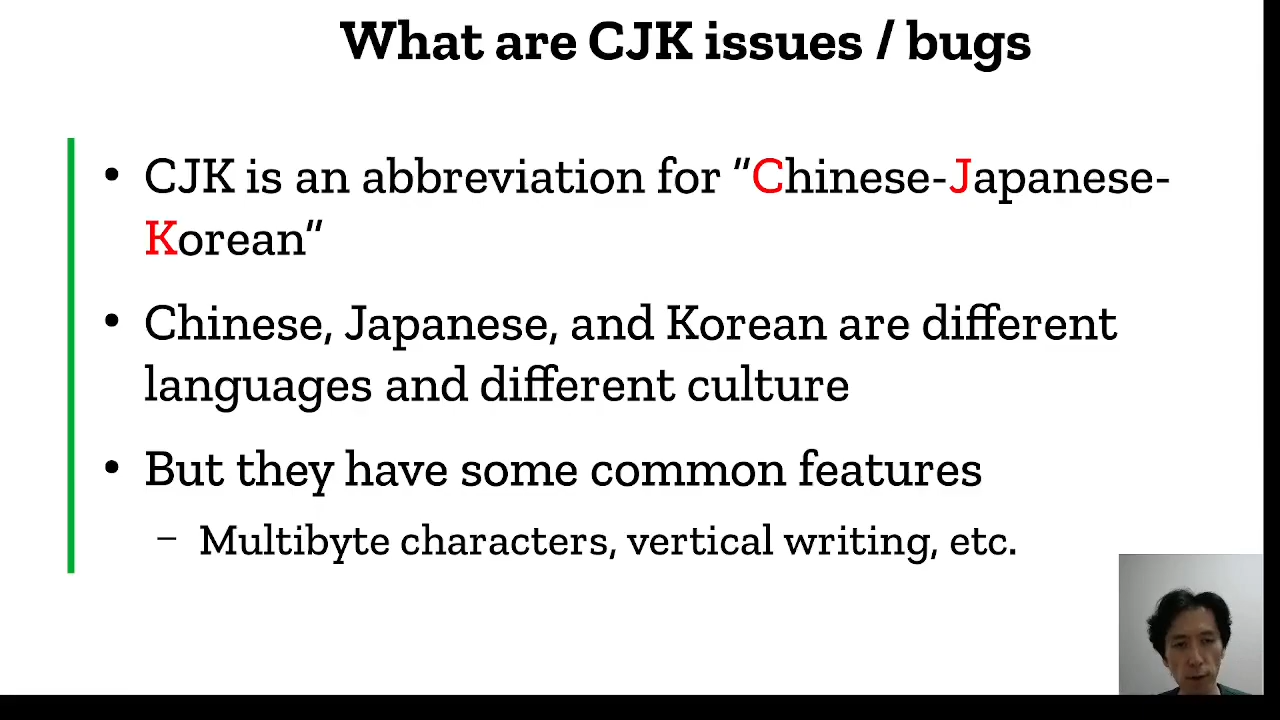 What are CJK issues / bugs
• CJK is an abbreviation for "Chinese-Japanese-
Korean"
• Chinese, Japanese, and Korean are different
languages and different culture
• But they have some common features
– Multibyte characters, vertical writing, etc.